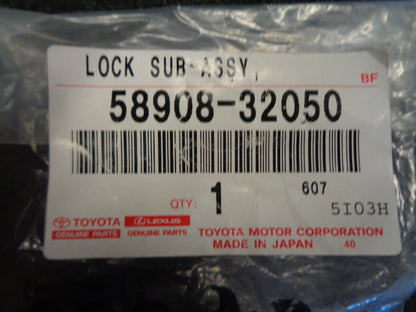 LOCK SUB-ASSY,
BF
58908-32050
QTY: 1
607
5I03H
TOYOTA LEXUS
GENUINE PARTS GENUINE PARTS
TOYOTA MOTOR CORPORATION
MADE IN JAPAN 40